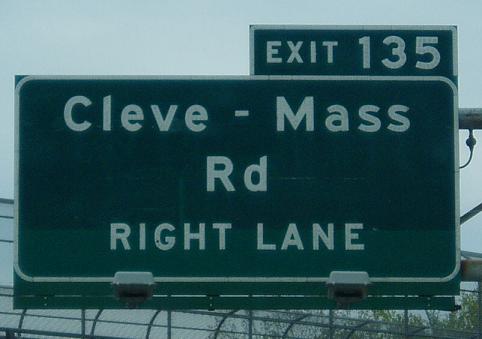 EXIT 135
Cleve - Mass
Rd
RIGHT LANE